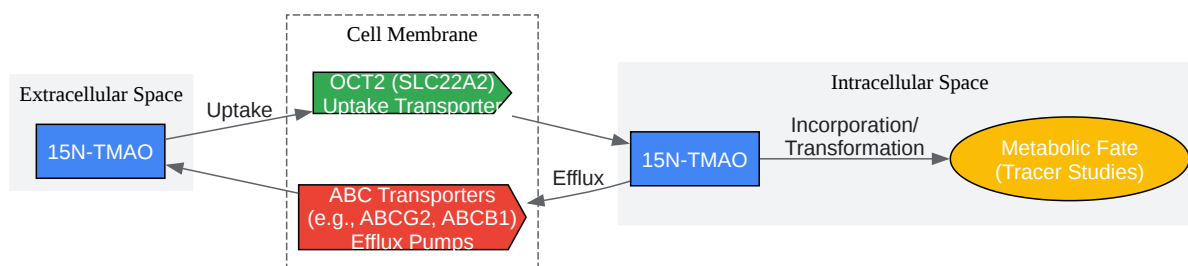 Extracellular Space
15N-TMAO
Uptake
Cell Membrane
OCT2 (SLC22A2)
Uptake Transporter
ABC Transporters
(e.g., ABCG2, ABCB1)
Efflux Pumps
Efflux
Intracellular Space
15N-TMAO
Incorporation/
Transformation
Metabolic Fate
(Tracer Studies)